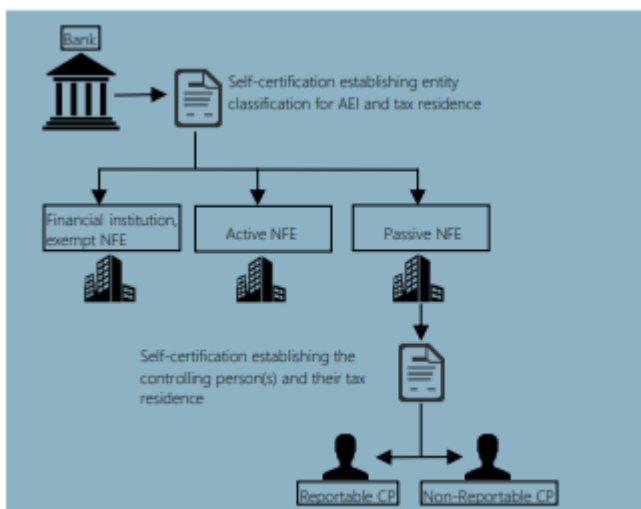 Bank
Self-certification establishing entity
classification for AEI and tax residence
Financial institution,
exempt NFE
Active NFE
Passive NFE
Self-certification establishing the
controlling person(s) and their tax
residence
Reportable CP
Non-Reportable CP